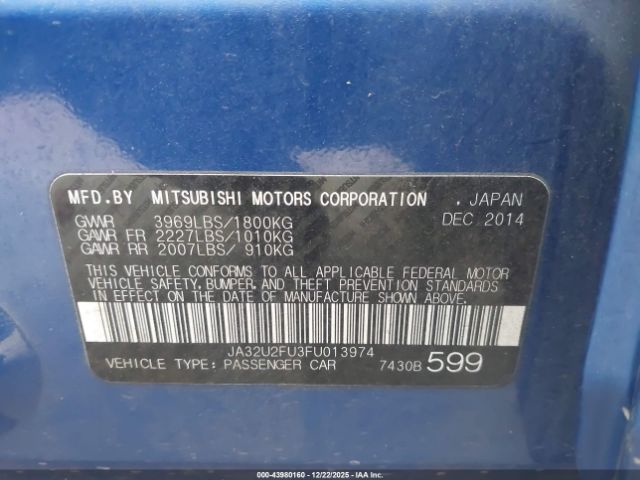 MFD.BY MITSUBISHI MOTORS CORPORATION , JAPAN
GVWR 3969LBS/1800KG DEC 2014
GAWR FR 2227LBS/1010KG
GAWR RR 2007LBS/ 910KG
THIS VEHICLE CONFORMS TO ALL APPLICABLE FEDERAL MOTOR
VEHICLE SAFETY, BUMPER, AND THEFT PREVENTION STANDARDS
IN EFFECT ON THE DATE OF MANUFACTURE SHOWN ABOVE.
JA32U2FU3FU013974
VEHICLE TYPE: PASSENGER CAR 7430B 599
000-43980160 - 12/22/2025 - IAAI.CA